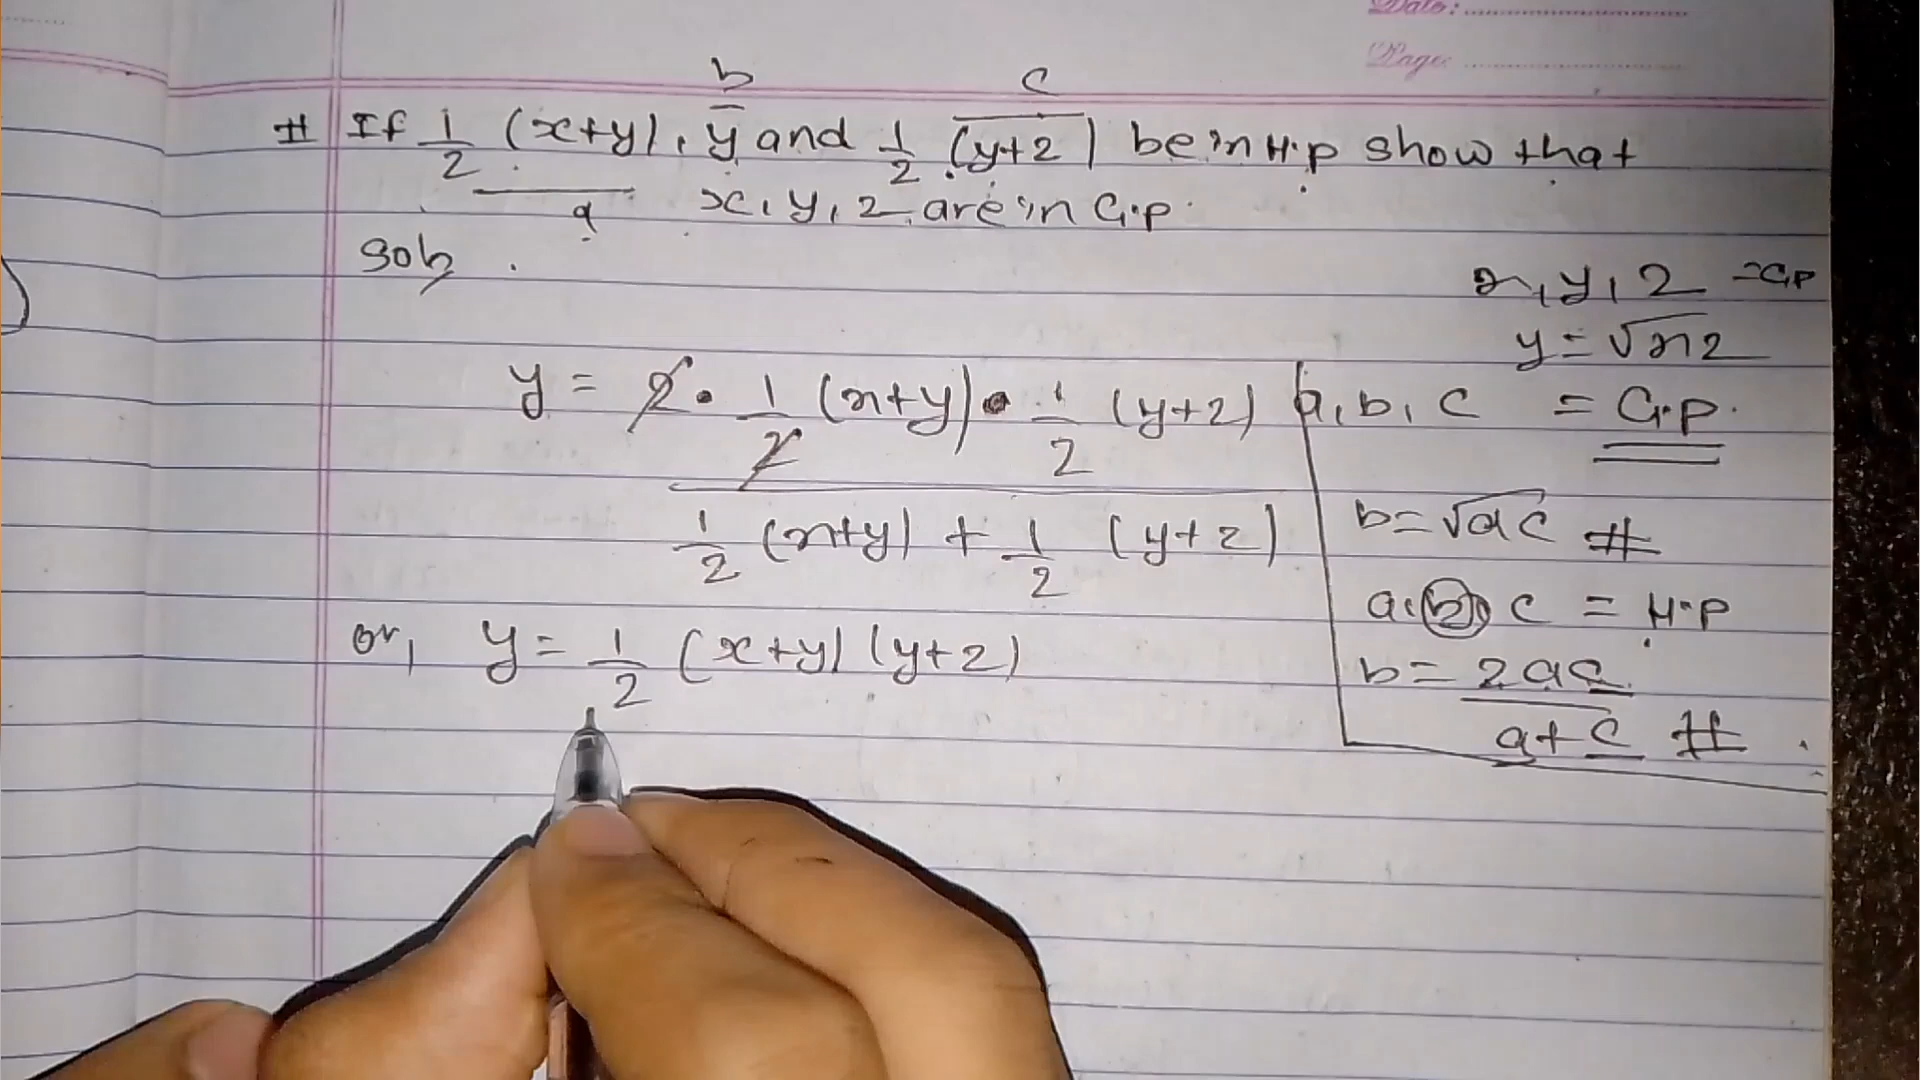 Date:
Page:
b c
# If 1/2 (x+y), y and 1/2 (y+z) be in H.p show that
a x, y, z are in G.p.
Soln
x, y, z = GP
y = √xz
y = 2 · 1/2 (x+y) · 1/2 (y+z)
1/2 (x+y) + 1/2 (y+z)
or, y = 1/2 (x+y) (y+z)
a, b, c = G.p.
b = √ac #
a, b, c = H.p
b = 2ac
a+c #